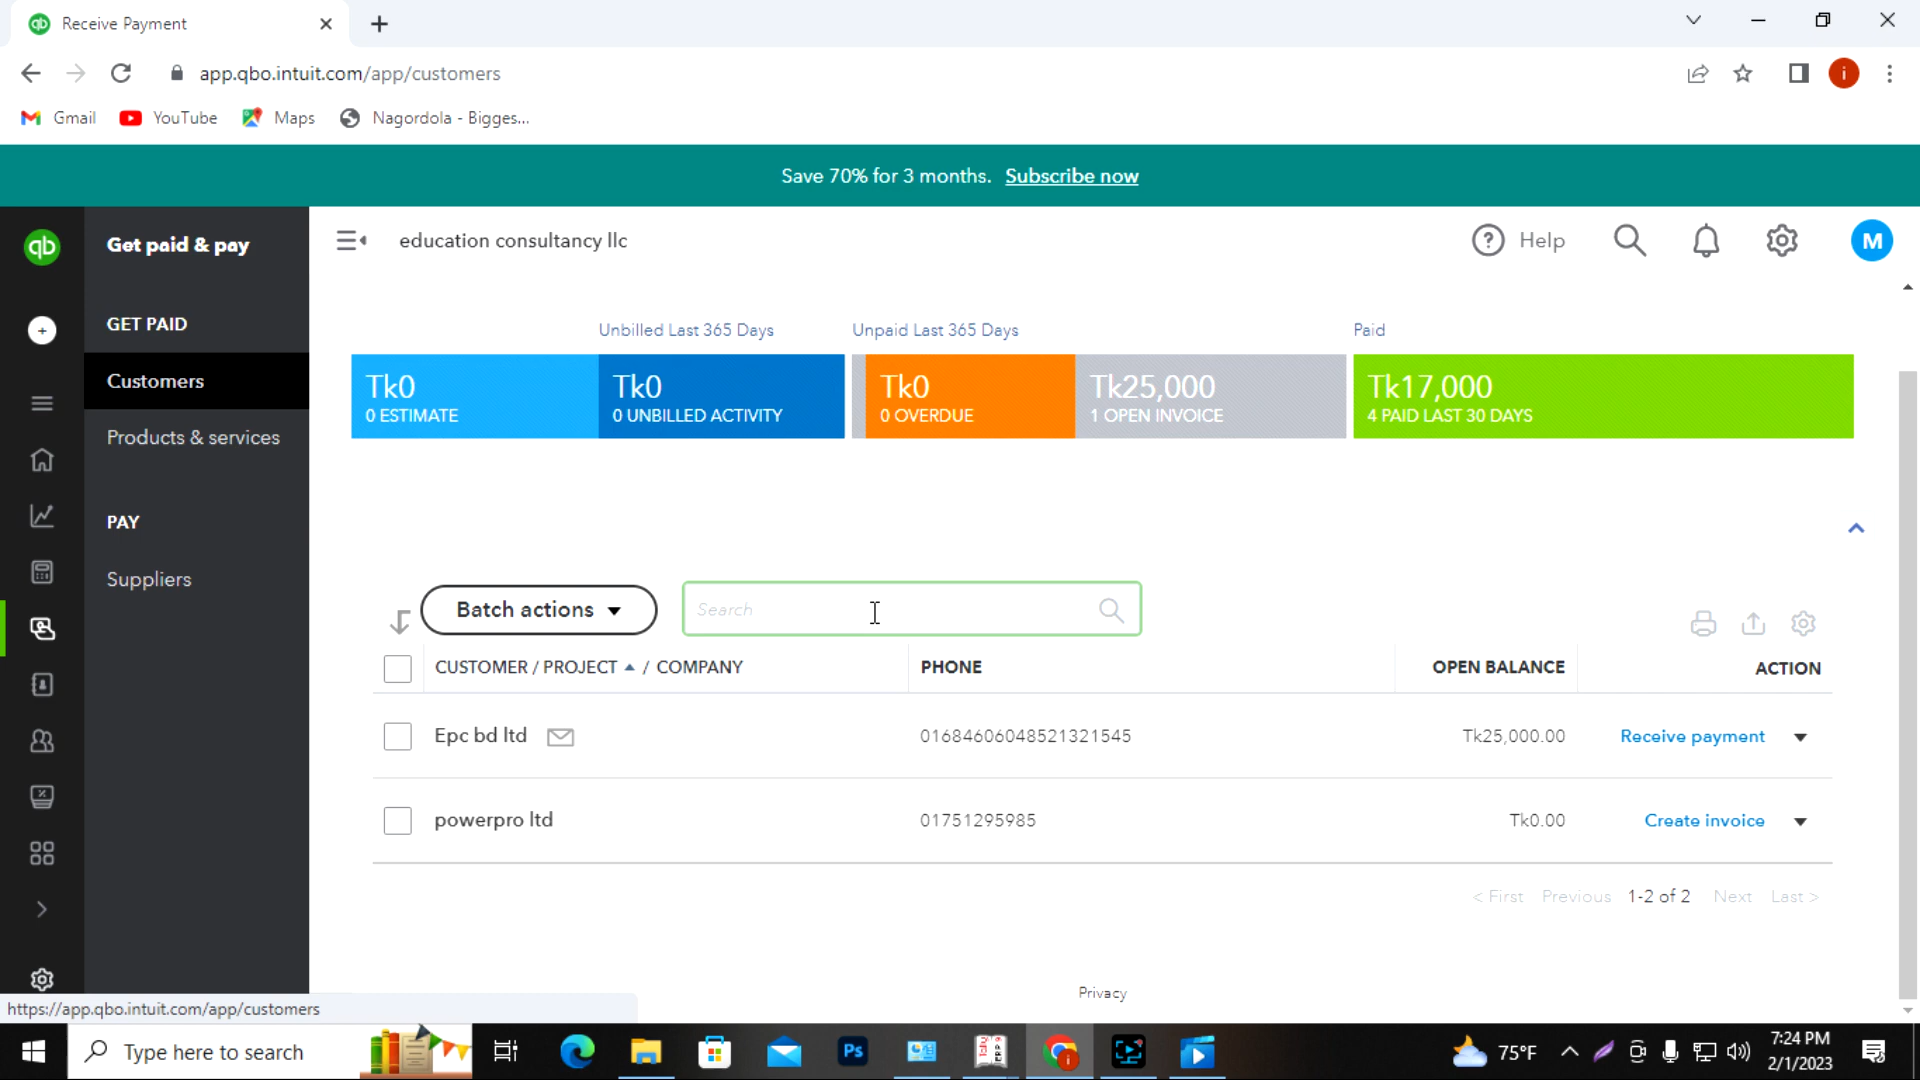 Receive Payment
app.qbo.intuit.com/app/customers
Gmail YouTube Maps Nagordola - Bigges...
Save 70% for 3 months. Subscribe now
qb Get paid & pay
education consultancy llc
Help
M
GET PAID
Customers
Products & services
PAY
Suppliers
Unbilled Last 365 Days Unpaid Last 365 Days Paid
Tk0 Tk0 Tk0 Tk25,000 Tk17,000
0 ESTIMATE 0 UNBILLED ACTIVITY 0 OVERDUE 1 OPEN INVOICE 4 PAID LAST 30 DAYS
Batch actions Search
CUSTOMER / PROJECT / COMPANY PHONE OPEN BALANCE ACTION
Epc bd ltd 01684606048521321545 Tk25,000.00 Receive payment
powerpro ltd 01751295985 Tk0.00 Create invoice
< First Previous 1-2 of 2 Next Last >
Privacy
https://app.qbo.intuit.com/app/customers
Type here to search
Ps
75°F
7:24 PM
2/1/2023